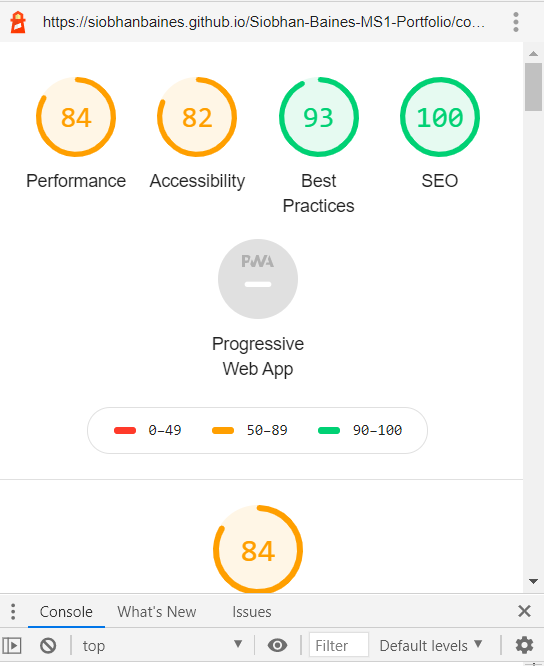 https://siobhanbaines.github.io/Siobhan-Baines-MS1-Portfolio/co…
84
82
93
100
Performance
Accessibility
Best
Practices
SEO
PWA
Progressive
Web App
0–49
50–89
90–100
84
Console
What's New
Issues
top
Filter
Default levels